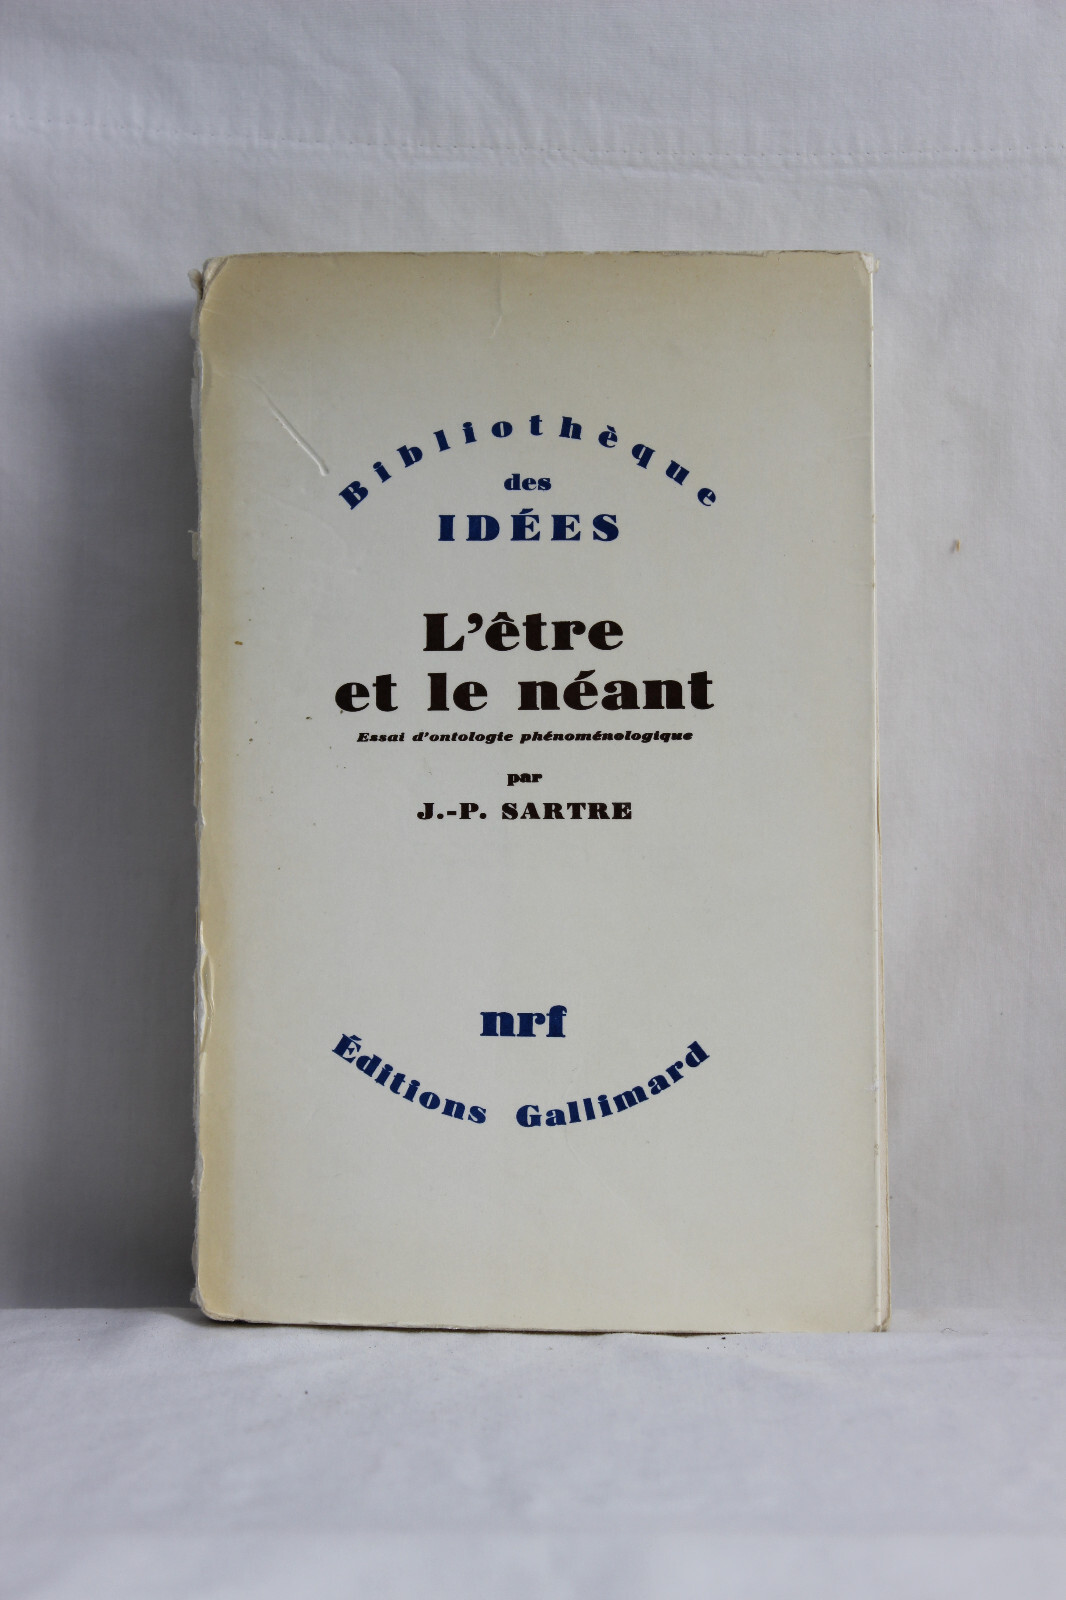 Bibliothèque
des
IDÉES
L'être
et le néant
Essai d'ontologie phénoménologique
par
J.-P. SARTRE
nrf
Éditions Gallimard